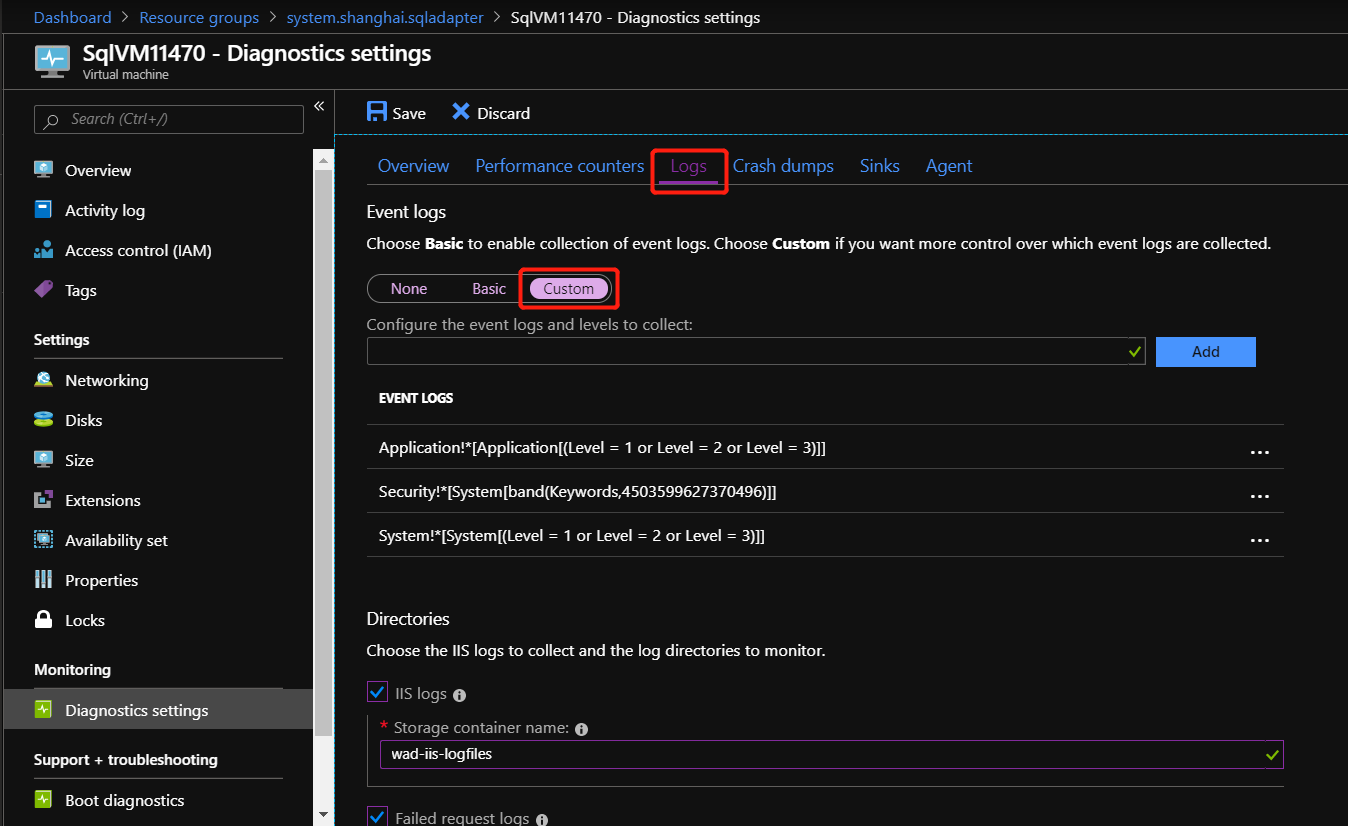 Dashboard > Resource groups > system.shanghai.sqladapter > SqlVM11470 - Diagnostics settings
SqlVM11470 - Diagnostics settings
Virtual machine
Search (Ctrl+/)
«
Overview
Activity log
Access control (IAM)
Tags
Settings
Networking
Disks
Size
Extensions
Availability set
Properties
Locks
Monitoring
Diagnostics settings
Support + troubleshooting
Boot diagnostics
Save Discard
Overview Performance counters Logs Crash dumps Sinks Agent
Event logs
Choose Basic to enable collection of event logs. Choose Custom if you want more control over which event logs are collected.
None Basic Custom
Configure the event logs and levels to collect:
Add
EVENT LOGS
Application!*[Application[(Level = 1 or Level = 2 or Level = 3)]] ...
Security!*[System[band(Keywords,4503599627370496)]] ...
System!*[System[(Level = 1 or Level = 2 or Level = 3)]] ...
Directories
Choose the IIS logs to collect and the log directories to monitor.
IIS logs
* Storage container name:
wad-iis-logfiles
Failed request logs